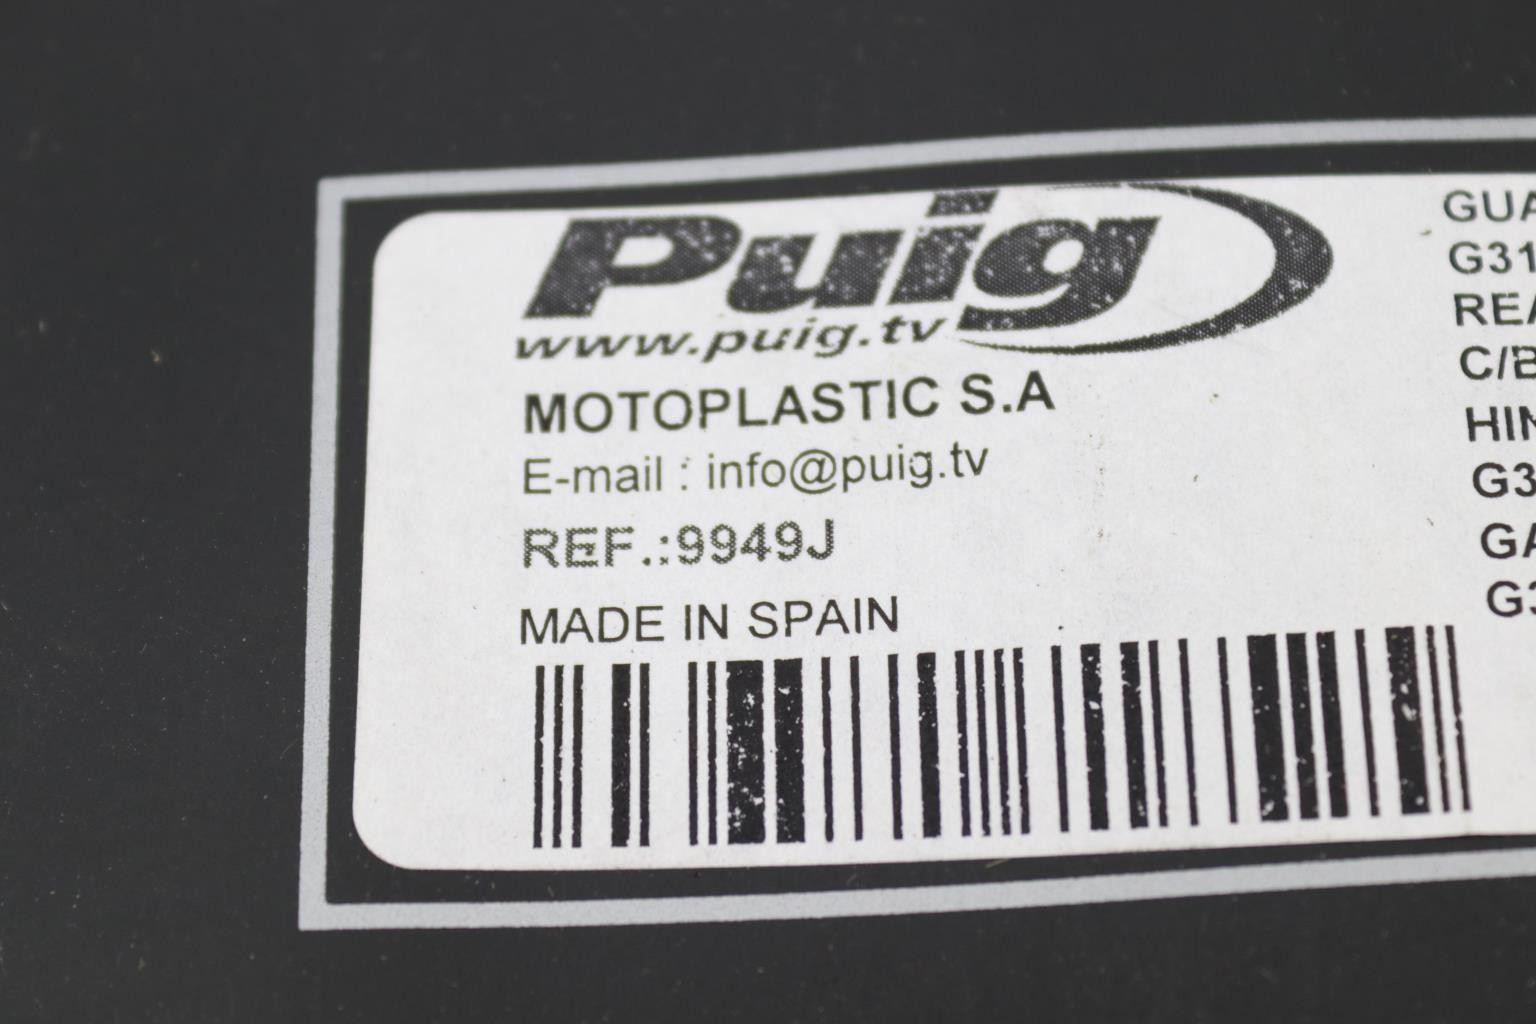 Puig
www.puig.tv
MOTOPLASTIC S.A
E-mail : info@puig.tv
REF.:9949J
MADE IN SPAIN
GUA
G31
REA
C/B
HIN
G3
GA
G3